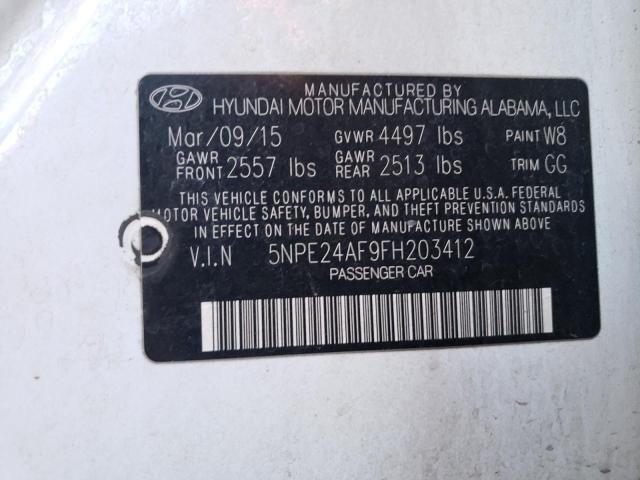 MANUFACTURED BY
HYUNDAI MOTOR MANUFACTURING ALABAMA, LLC
Mar/09/15 GVWR 4497 lbs PAINT W8
GAWR FRONT 2557 lbs GAWR REAR 2513 lbs TRIM GG
THIS VEHICLE CONFORMS TO ALL APPLICABLE U.S.A. FEDERAL
MOTOR VEHICLE SAFETY, BUMPER, AND THEFT PREVENTION STANDARDS
IN EFFECT ON THE DATE OF MANUFACTURE SHOWN ABOVE.
V.I.N 5NPE24AF9FH203412
PASSENGER CAR